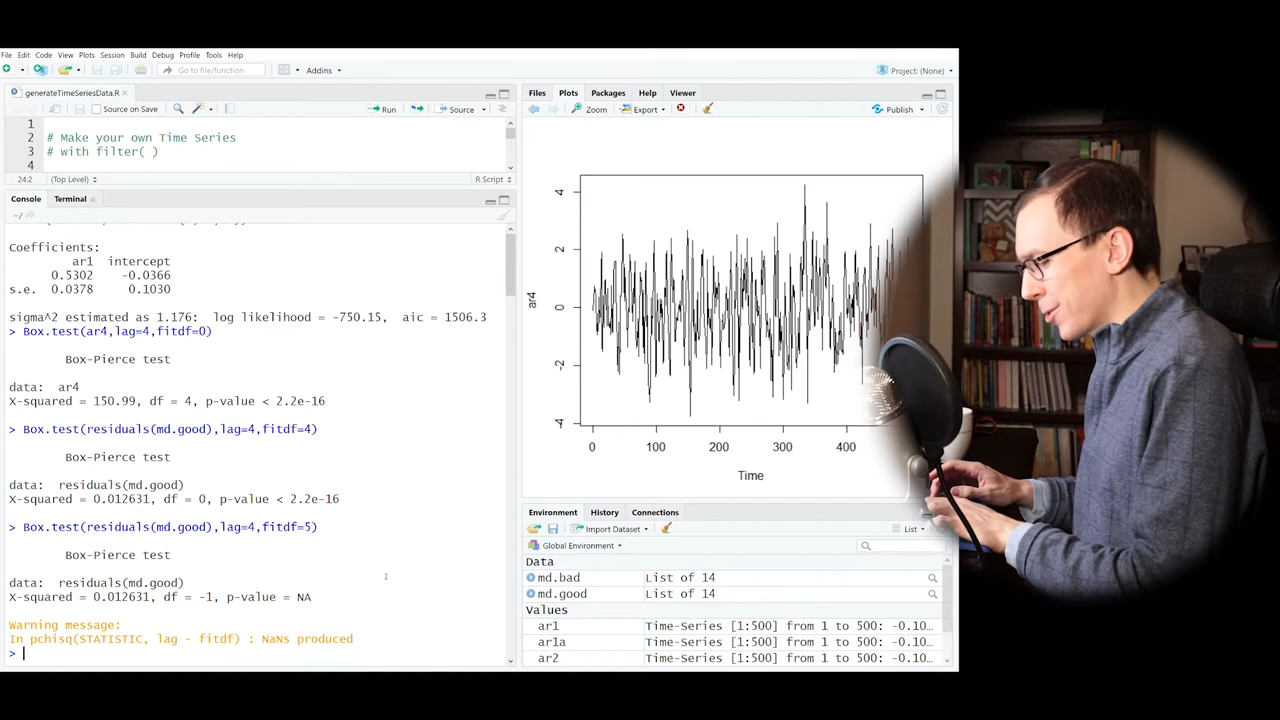 File Edit Code View Plots Session Build Debug Profile Tools Help
Go to file/function
Addins
Project: (None)
generateTimeSeriesData.R
Source on Save
Run
Source
1
2 # Make your own Time Series
3 # with filter( )
4
24:2 (Top Level) R Script
Console Terminal
~/
Coefficients:
ar1 intercept
0.5302 -0.0366
s.e. 0.0378 0.1030
sigma^2 estimated as 1.176: log likelihood = -750.15, aic = 1506.3
> Box.test(ar4,lag=4,fitdf=0)
Box-Pierce test
data: ar4
X-squared = 150.99, df = 4, p-value < 2.2e-16
> Box.test(residuals(md.good),lag=4,fitdf=4)
Box-Pierce test
data: residuals(md.good)
X-squared = 0.012631, df = 0, p-value < 2.2e-16
> Box.test(residuals(md.good),lag=4,fitdf=5)
Box-Pierce test
data: residuals(md.good)
X-squared = 0.012631, df = -1, p-value = NA
Warning message:
In pchisq(STATISTIC, lag - fitdf) : NaNs produced
>
Files Plots Packages Help Viewer
Zoom Export Publish
4
2
0
-2
-4
ar4
0 100 200 300 400
Time
Environment History Connections
Import Dataset List
Global Environment
Data
md.bad List of 14
md.good List of 14
Values
ar1 Time-Series [1:500] from 1 to 500: -0.10…
ar1a Time-Series [1:500] from 1 to 500: -0.10…
ar2 Time-Series [1:500] from 1 to 500: -0.10…